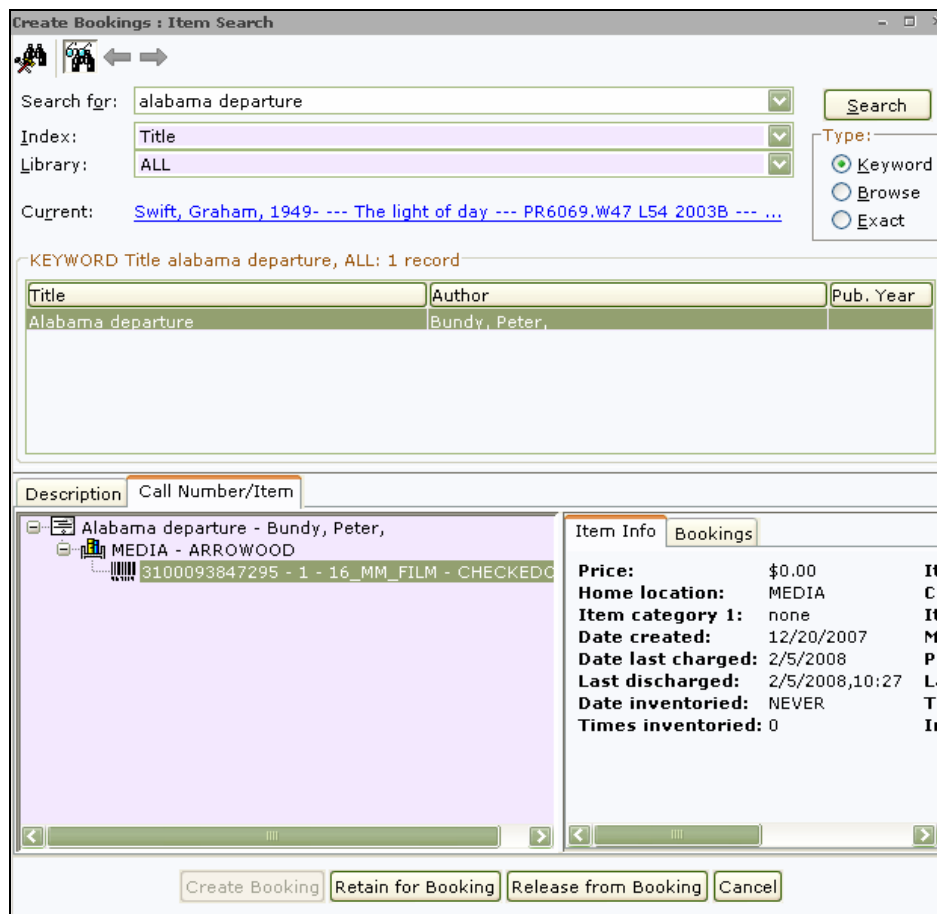 Create Bookings : Item Search
Search for: alabama departure Search
Index: Title Type:
Library: ALL Keyword
Browse
Current: Swift, Graham, 1949- --- The light of day --- PR6069.W47 L54 2003B --- ...
Exact
KEYWORD Title alabama departure, ALL: 1 record
Title Author Pub. Year
Alabama departure Bundy, Peter,
Description Call Number/Item
Alabama departure - Bundy, Peter,
MEDIA - ARROWOOD
3100093847295 - 1 - 16_MM_FILM - CHECKEDO
Item Info Bookings
Price: $0.00 It
Home location: MEDIA C
Item category 1: none It
Date created: 12/20/2007 M
Date last charged: 2/5/2008 P
Last discharged: 2/5/2008,10:27 La
Date inventoried: NEVER T
Times inventoried: 0 In
Create Booking Retain for Booking Release from Booking Cancel